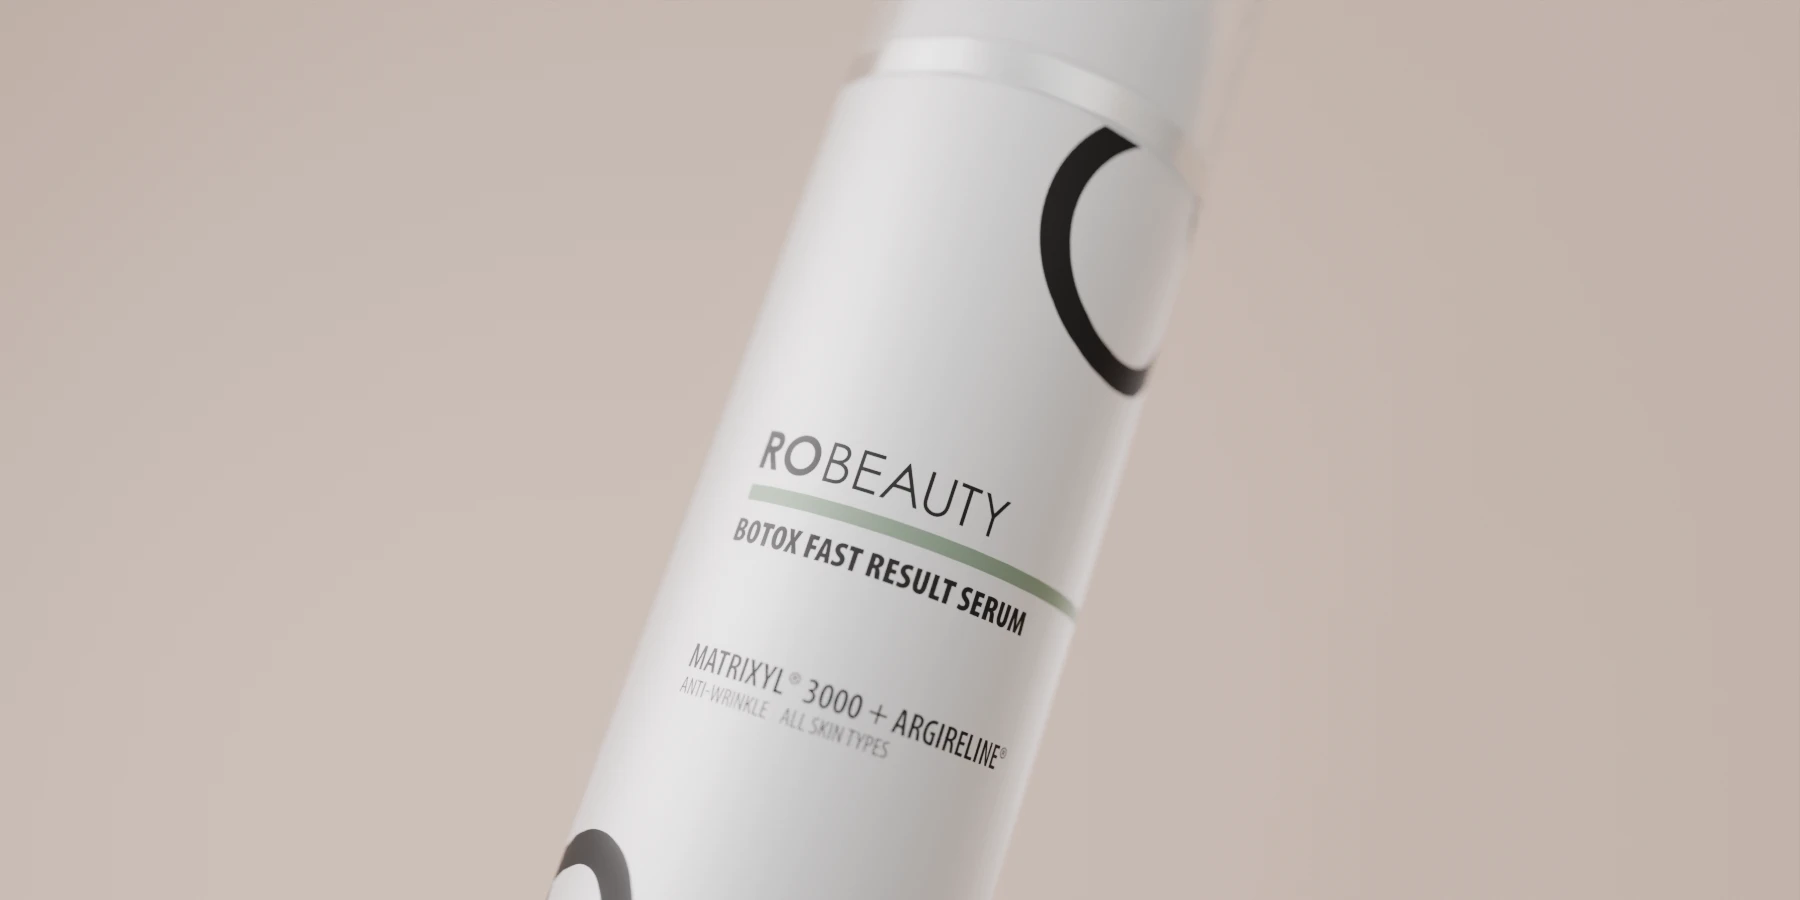 ROBEAUTY
BOTOX FAST RESULT SERUM
MATRIXYL® 3000 + ARGIRELINE®
ANTI-WRINKLE ALL SKIN TYPES